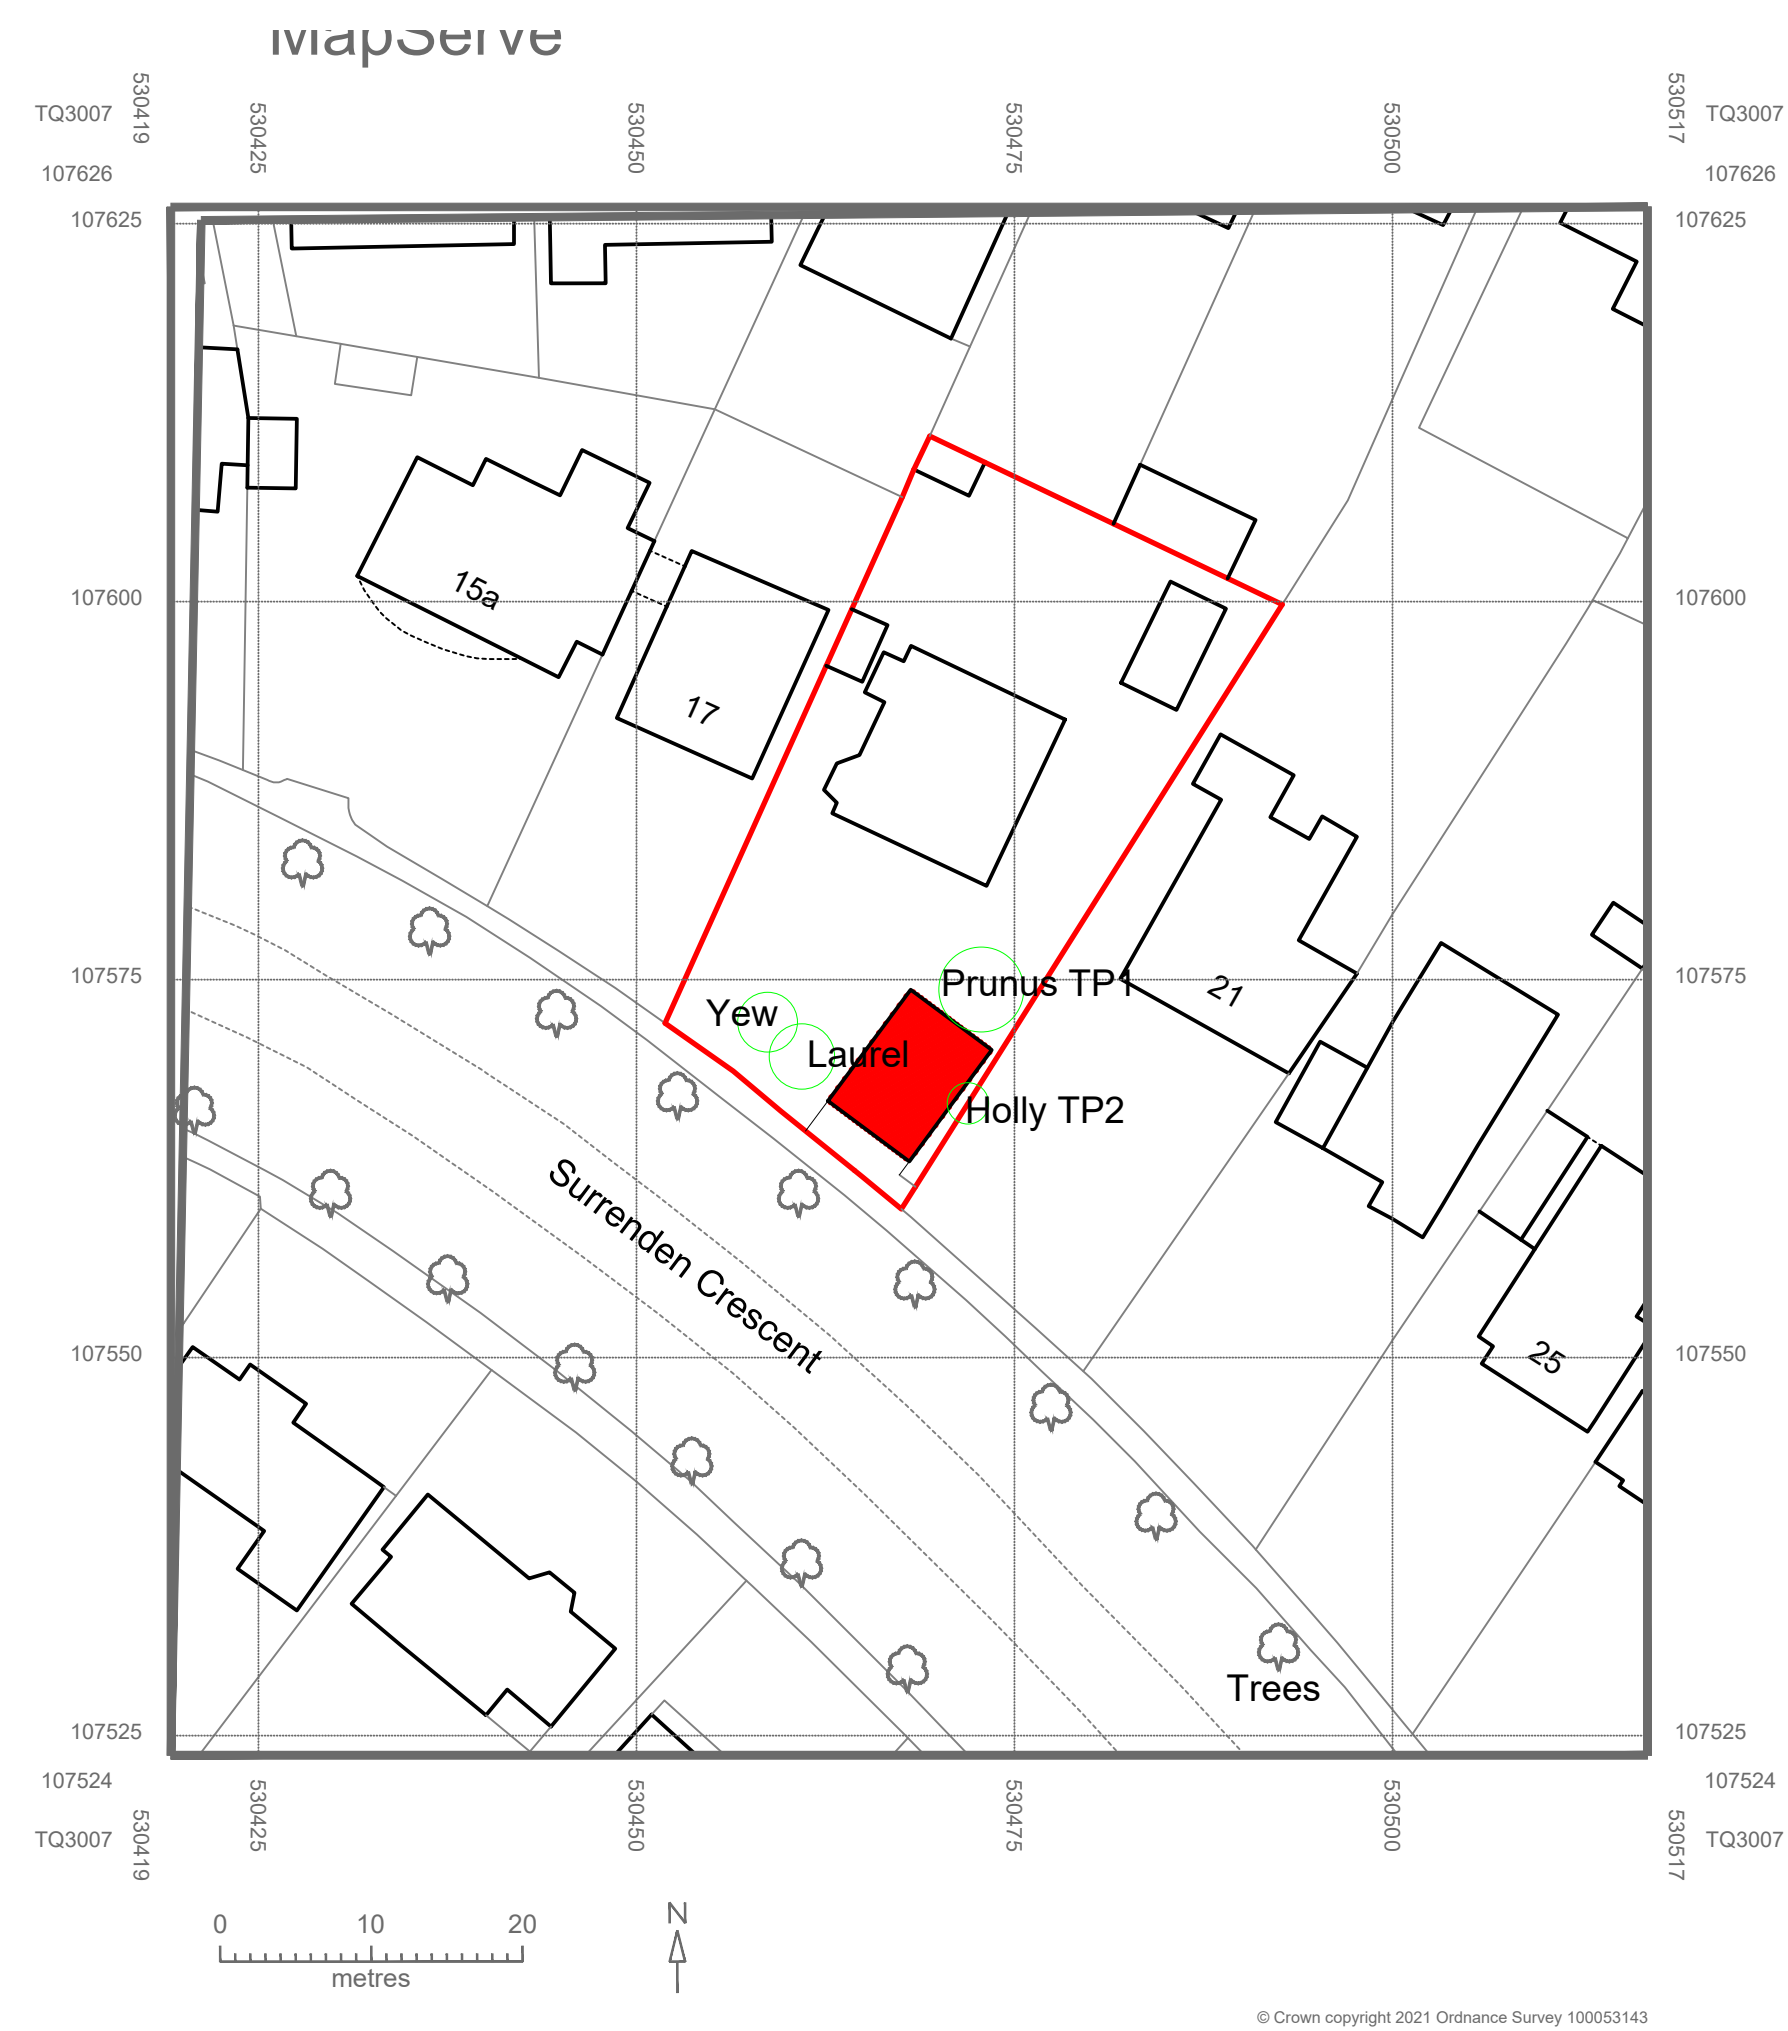 MapServe
530419
530425
530450
530475
530500
530517
TQ3007
TQ3007
107626
107626
107625
107625
15a
107600
107600
17
107575
107575
Prunus TP1
21
Yew
Laurel
Holly TP2
Surrenden Crescent
107550
107550
25
Trees
107525
107525
107524
107524
530419
530425
530450
530475
530500
530517
TQ3007
TQ3007
0 10 20
metres
N
© Crown copyright 2021 Ordnance Survey 100053143